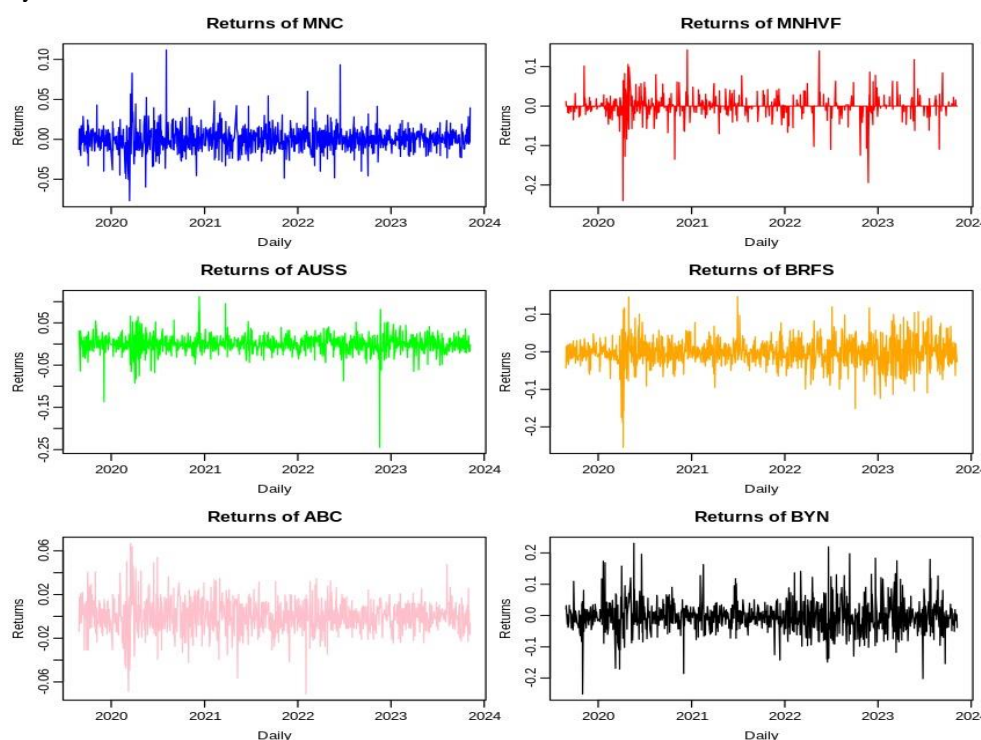 Returns of MNC
Returns
0.10
0.05
0.00
-0.05
2020 2021 2022 2023 2024
Daily
Returns of MNHVF
Returns
0.1
0.0
-0.1
-0.2
2020 2021 2022 2023 2024
Daily
Returns of AUSS
Returns
0.05
-0.05
-0.15
-0.25
2020 2021 2022 2023 2024
Daily
Returns of BRFS
Returns
0.1
0.0
-0.1
-0.2
2020 2021 2022 2023 2024
Daily
Returns of ABC
Returns
0.06
0.02
-0.02
-0.06
2020 2021 2022 2023 2024
Daily
Returns of BYN
Returns
0.2
0.1
0.0
-0.1
-0.2
2020 2021 2022 2023 2024
Daily